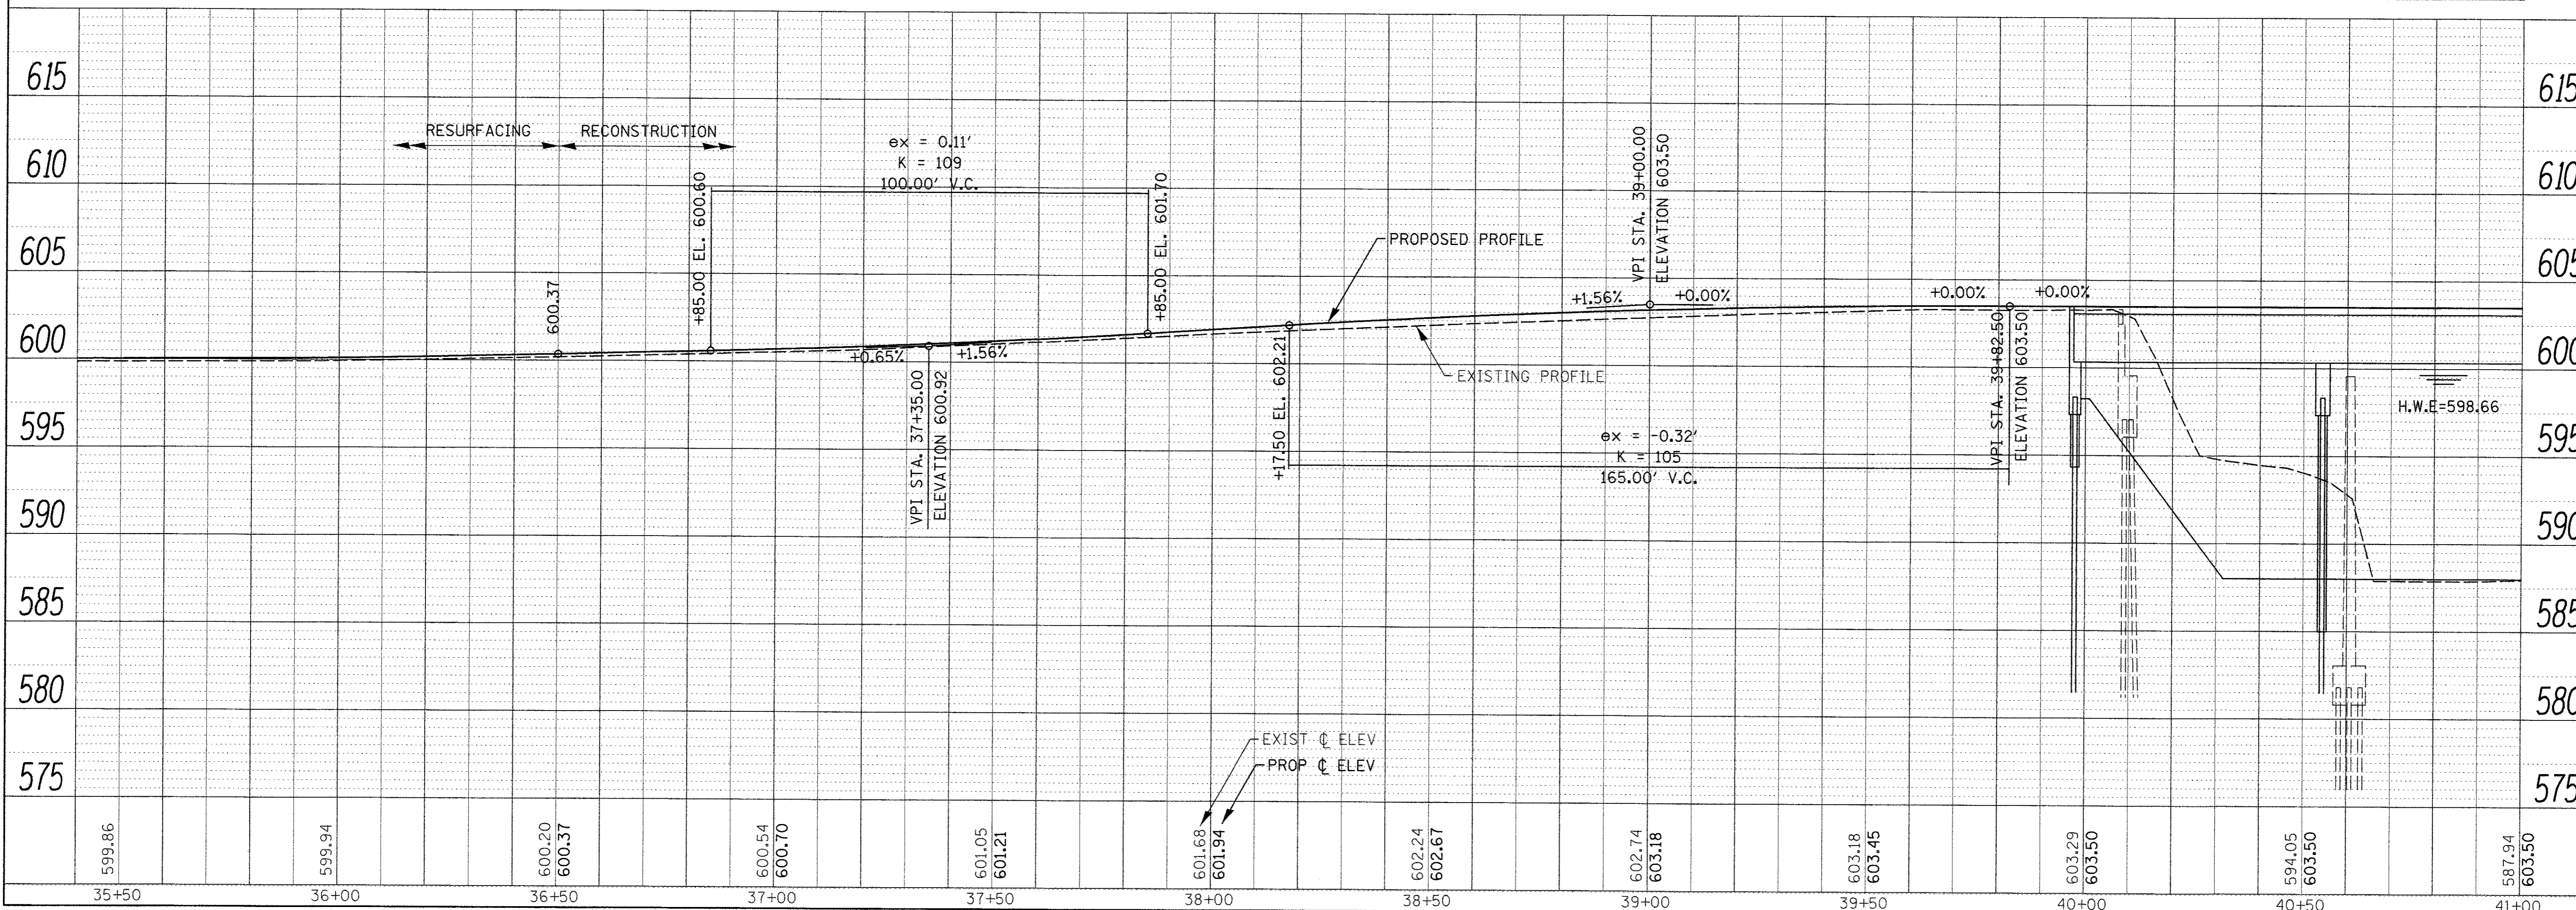 615
610
605
600
595
590
585
580
575
615
610
605
600
595
590
585
580
575
RESURFACING
RECONSTRUCTION
600.37
+85.00 EL. 600.60
ex = 0.11'
K = 109
100.00' V.C.
+85.00 EL. 601.70
+0.65%
+1.56%
VPI STA. 37+35.00
ELEVATION 600.92
PROPOSED PROFILE
EXISTING PROFILE
+17.50 EL. 602.21
VPI STA. 39+00.00
ELEVATION 603.50
+1.56%
+0.00%
ex = -0.32'
K = 105
165.00' V.C.
+0.00%
+0.00%
VPI STA. 39+82.50
ELEVATION 603.50
H.W.E=598.66
EXIST ℄ ELEV
PROP ℄ ELEV
599.86
599.94
600.20
600.37
600.54
600.70
601.05
601.21
601.68
601.94
602.24
602.67
602.74
603.18
603.18
603.45
603.29
603.50
594.05
603.50
587.94
603.50
35+50
36+00
36+50
37+00
37+50
38+00
38+50
39+00
39+50
40+00
40+50
41+00